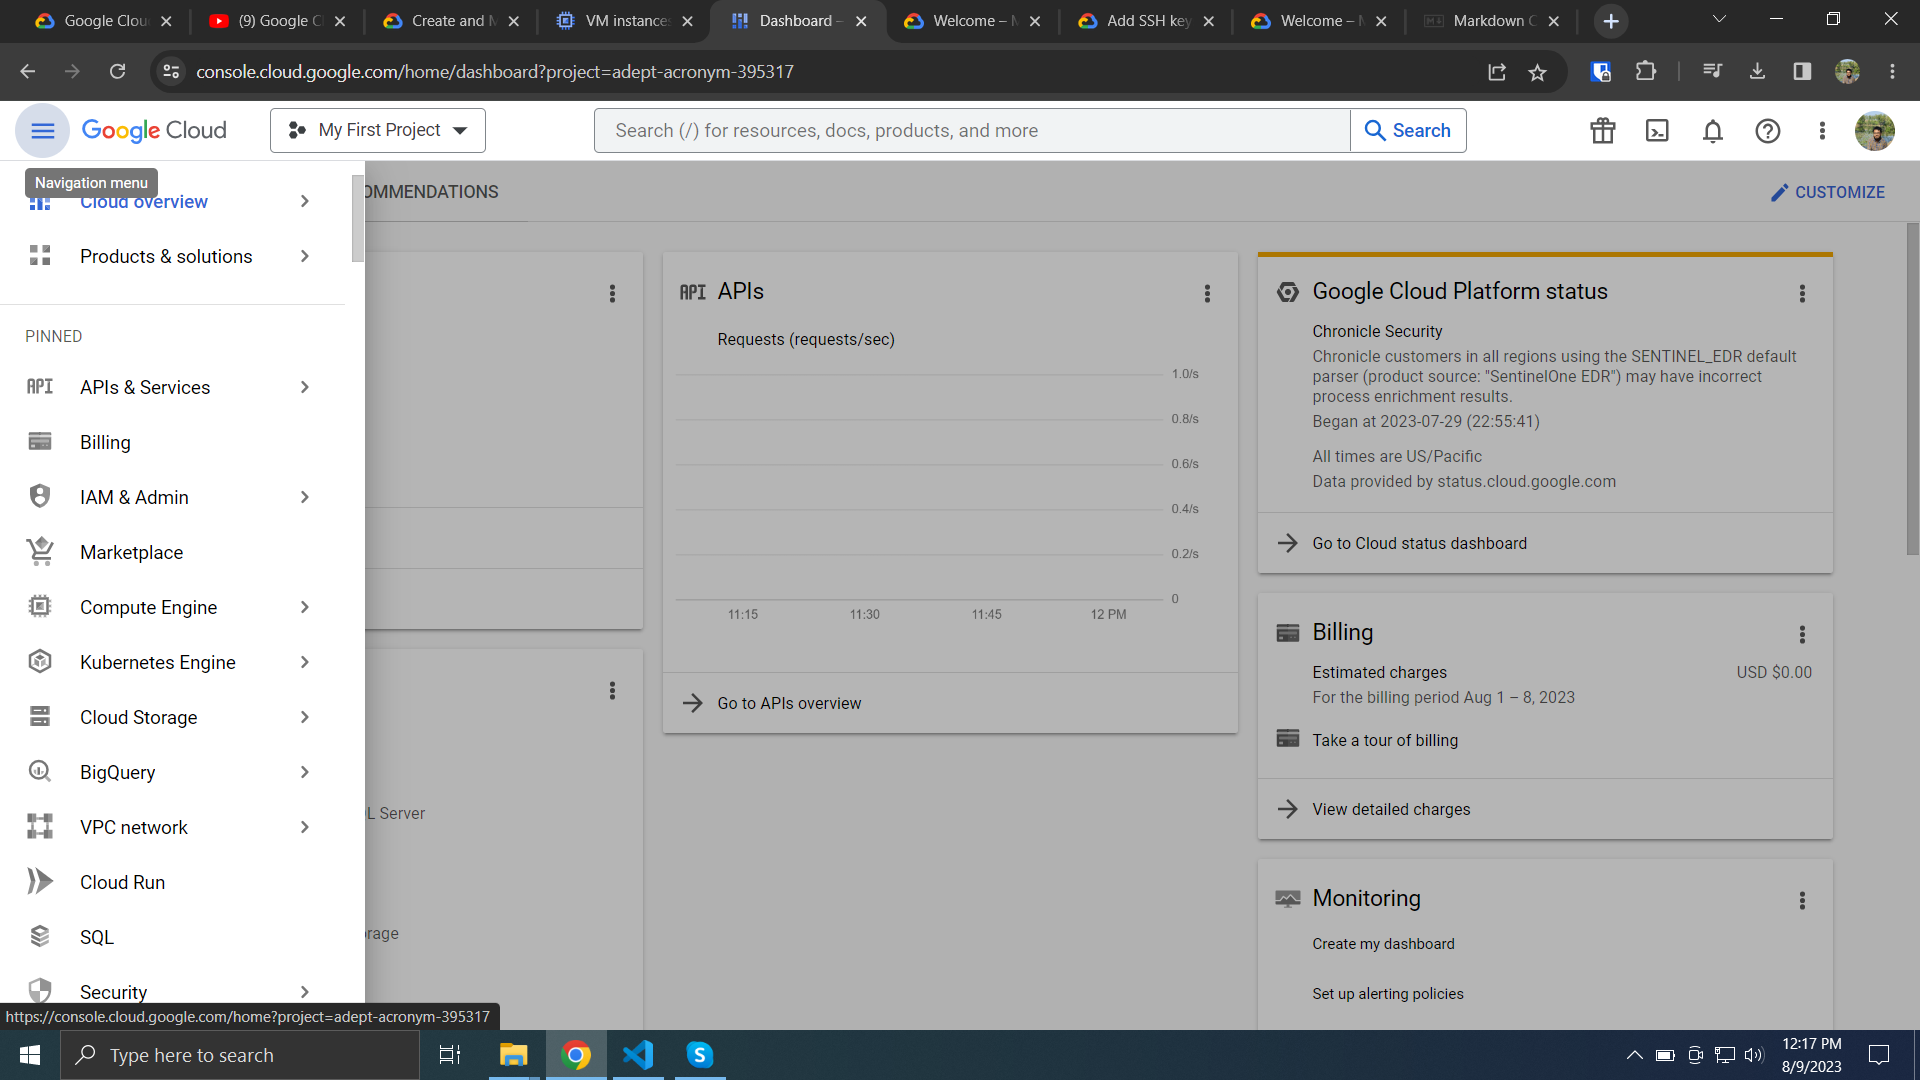 Google Clou
(9) Google Cl
Create and M
VM instances
Dashboard –
Welcome – M
Add SSH key
Welcome – M
Markdown C
console.cloud.google.com/home/dashboard?project=adept-acronym-395317
Google Cloud
My First Project
Search (/) for resources, docs, products, and more
Search
Navigation menu
Cloud overview
OMMENDATIONS
CUSTOMIZE
Products & solutions
PINNED
API APIs & Services
Billing
IAM & Admin
Marketplace
Compute Engine
Kubernetes Engine
Cloud Storage
BigQuery
VPC network
Cloud Run
SQL
Security
L Server
orage
API APIs
Requests (requests/sec)
1.0/s
0.8/s
0.6/s
0.4/s
0.2/s
0
11:15 11:30 11:45 12 PM
Go to APIs overview
Google Cloud Platform status
Chronicle Security
Chronicle customers in all regions using the SENTINEL_EDR default
parser (product source: "SentinelOne EDR") may have incorrect
process enrichment results.
Began at 2023-07-29 (22:55:41)
All times are US/Pacific
Data provided by status.cloud.google.com
Go to Cloud status dashboard
Billing
Estimated charges USD $0.00
For the billing period Aug 1 – 8, 2023
Take a tour of billing
View detailed charges
Monitoring
Create my dashboard
Set up alerting policies
https://console.cloud.google.com/home?project=adept-acronym-395317
Type here to search
12:17 PM
8/9/2023